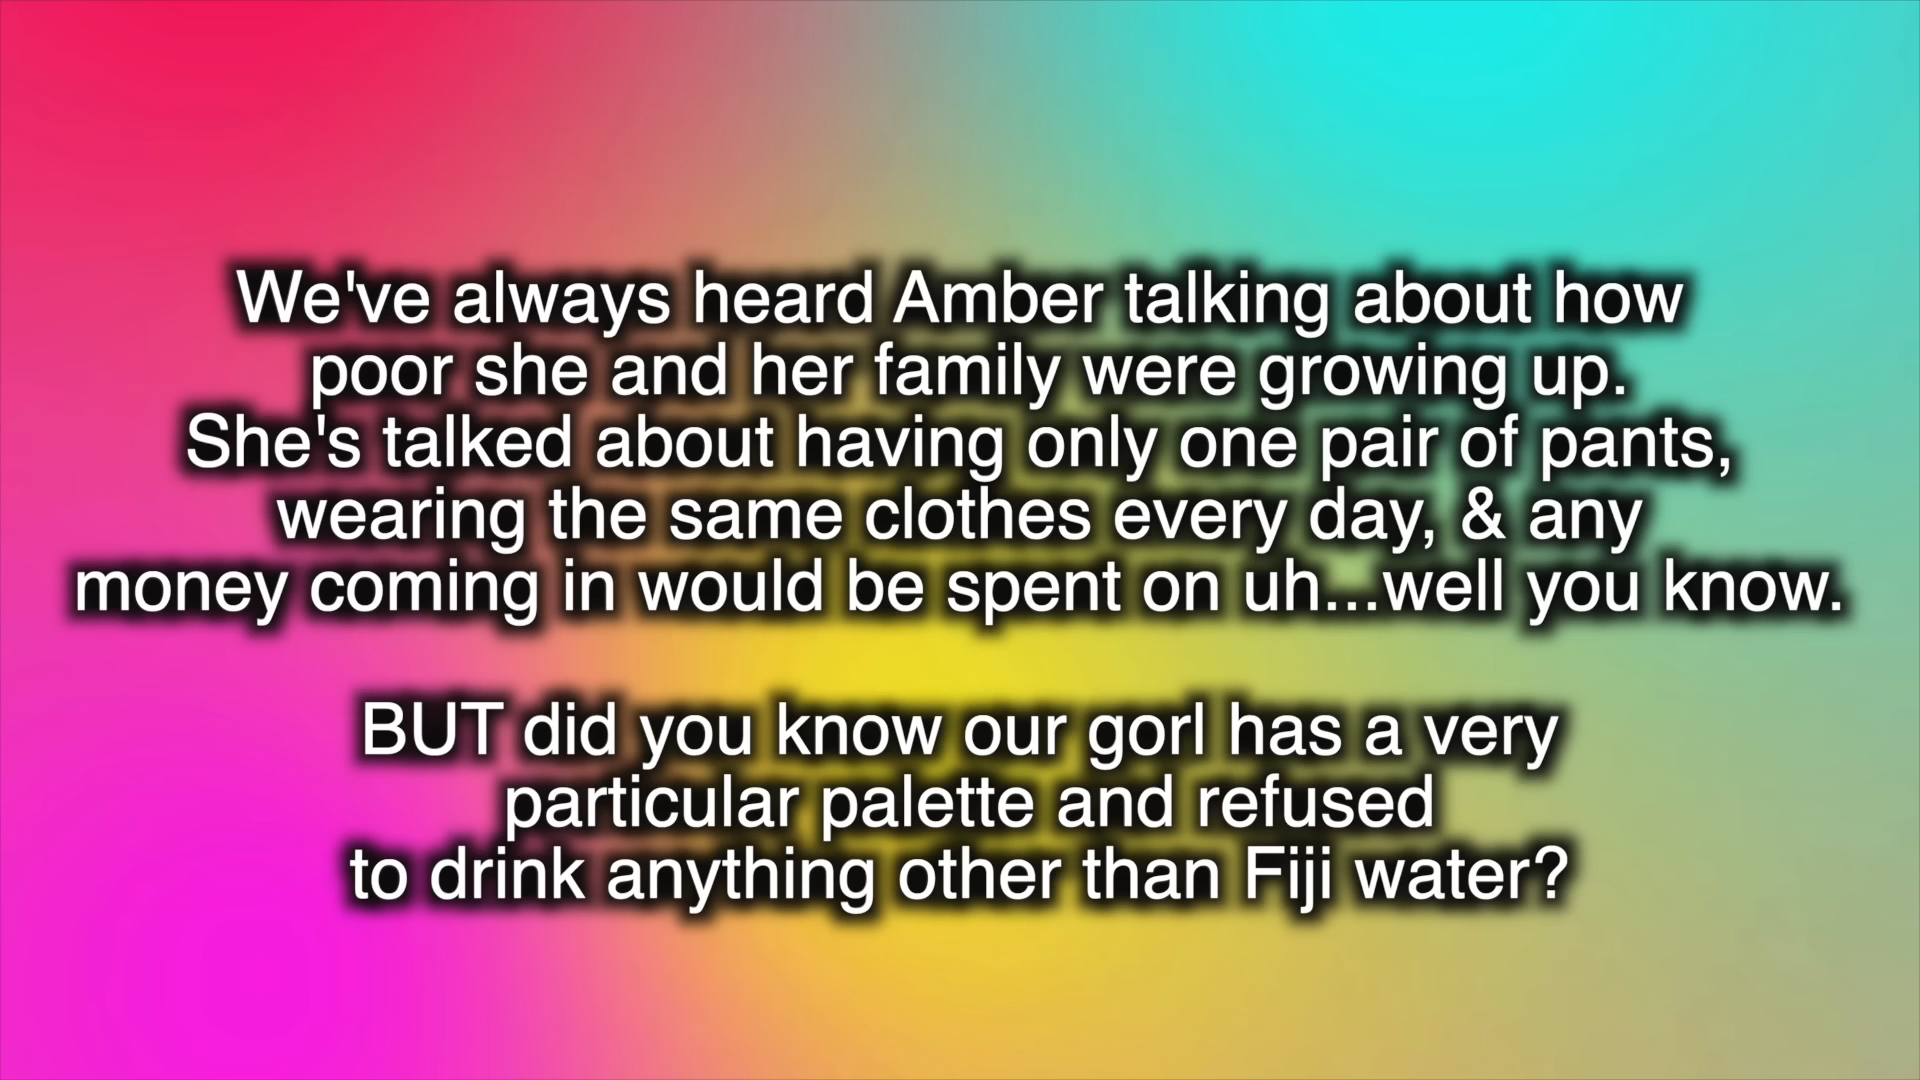 We've always heard Amber talking about how
poor she and her family were growing up.
She's talked about having only one pair of pants,
wearing the same clothes every day, & any
money coming in would be spent on uh...well you know.
BUT did you know our gorl has a very
particular palette and refused
to drink anything other than Fiji water?